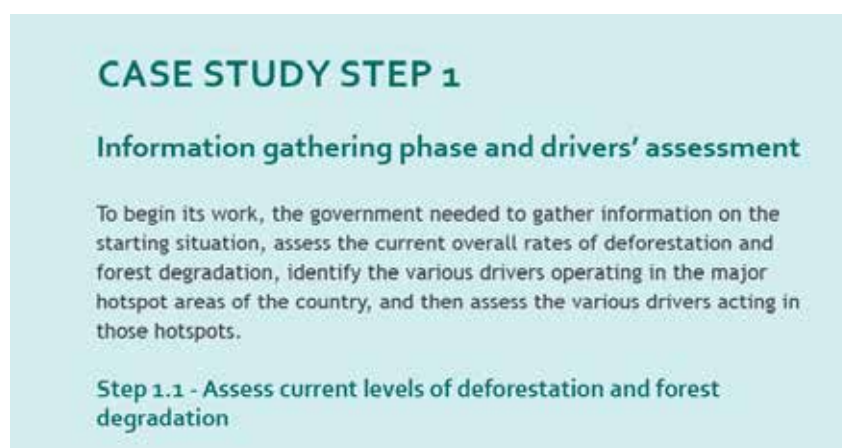 CASE STUDY STEP 1
Information gathering phase and drivers’ assessment
To begin its work, the government needed to gather information on the
starting situation, assess the current overall rates of deforestation and
forest degradation, identify the various drivers operating in the major
hotspot areas of the country, and then assess the various drivers acting in
those hotspots.
Step 1.1 - Assess current levels of deforestation and forest
degradation